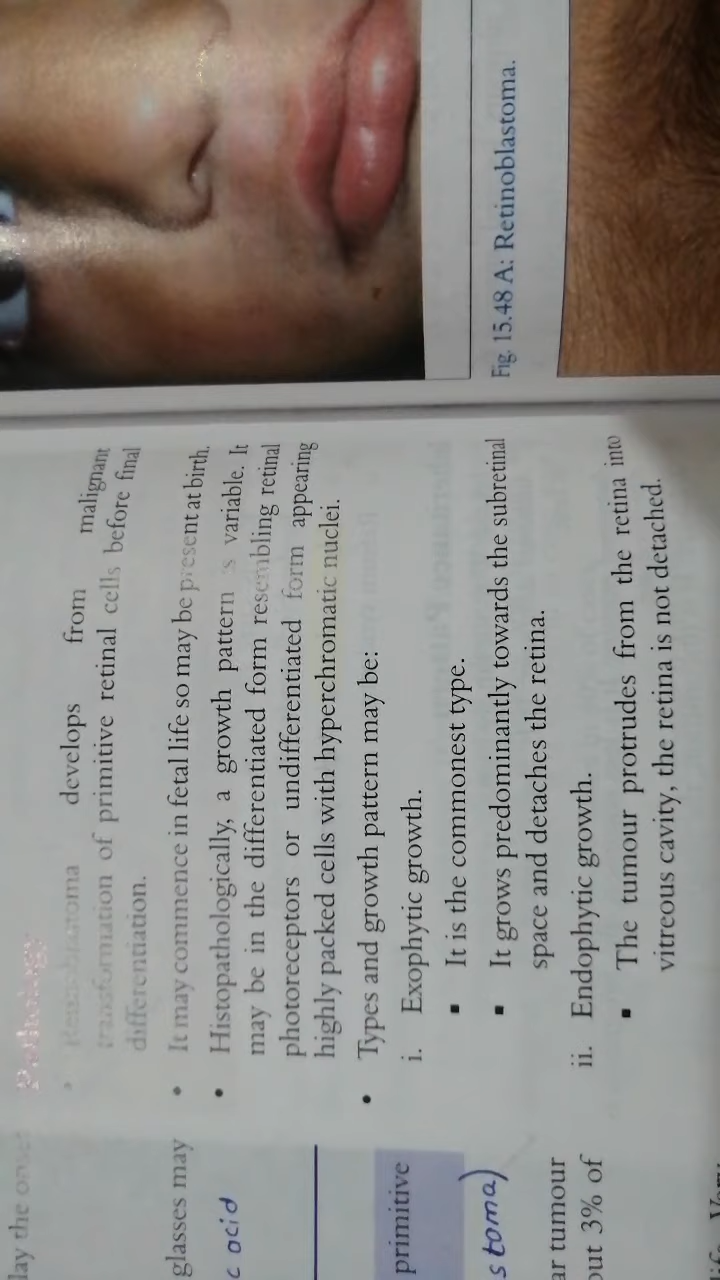 lay the onset
glasses may
c acid
primitive
stoma)
ar tumour
out 3% of
Pathology
• Retinoblastoma develops from malignant
transformation of primitive retinal cells before final
differentiation.
• It may commence in fetal life so may be present at birth.
• Histopathologically, a growth pattern is variable. It
may be in the differentiated form resembling retinal
photoreceptors or undifferentiated form appearing
highly packed cells with hyperchromatic nuclei.
• Types and growth pattern may be:
i. Exophytic growth.
▪ It is the commonest type.
▪ It grows predominantly towards the subretinal
space and detaches the retina.
ii. Endophytic growth.
▪ The tumour protrudes from the retina into
vitreous cavity, the retina is not detached.
Fig. 15.48 A: Retinoblastoma.